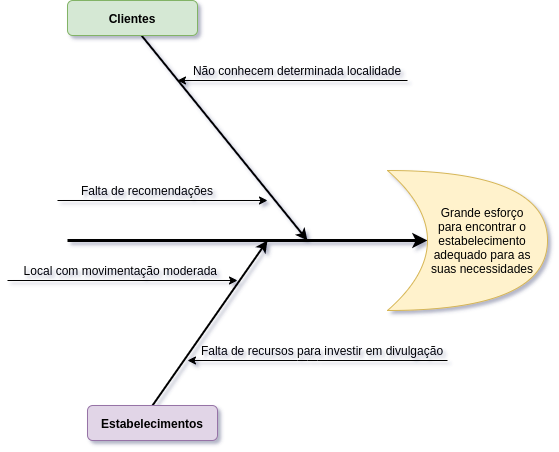 Clientes
Não conhecem determinada localidade
Falta de recomendações
Grande esforço
para encontrar o
estabelecimento
adequado para as
suas necessidades
Local com movimentação moderada
Falta de recursos para investir em divulgação
Estabelecimentos